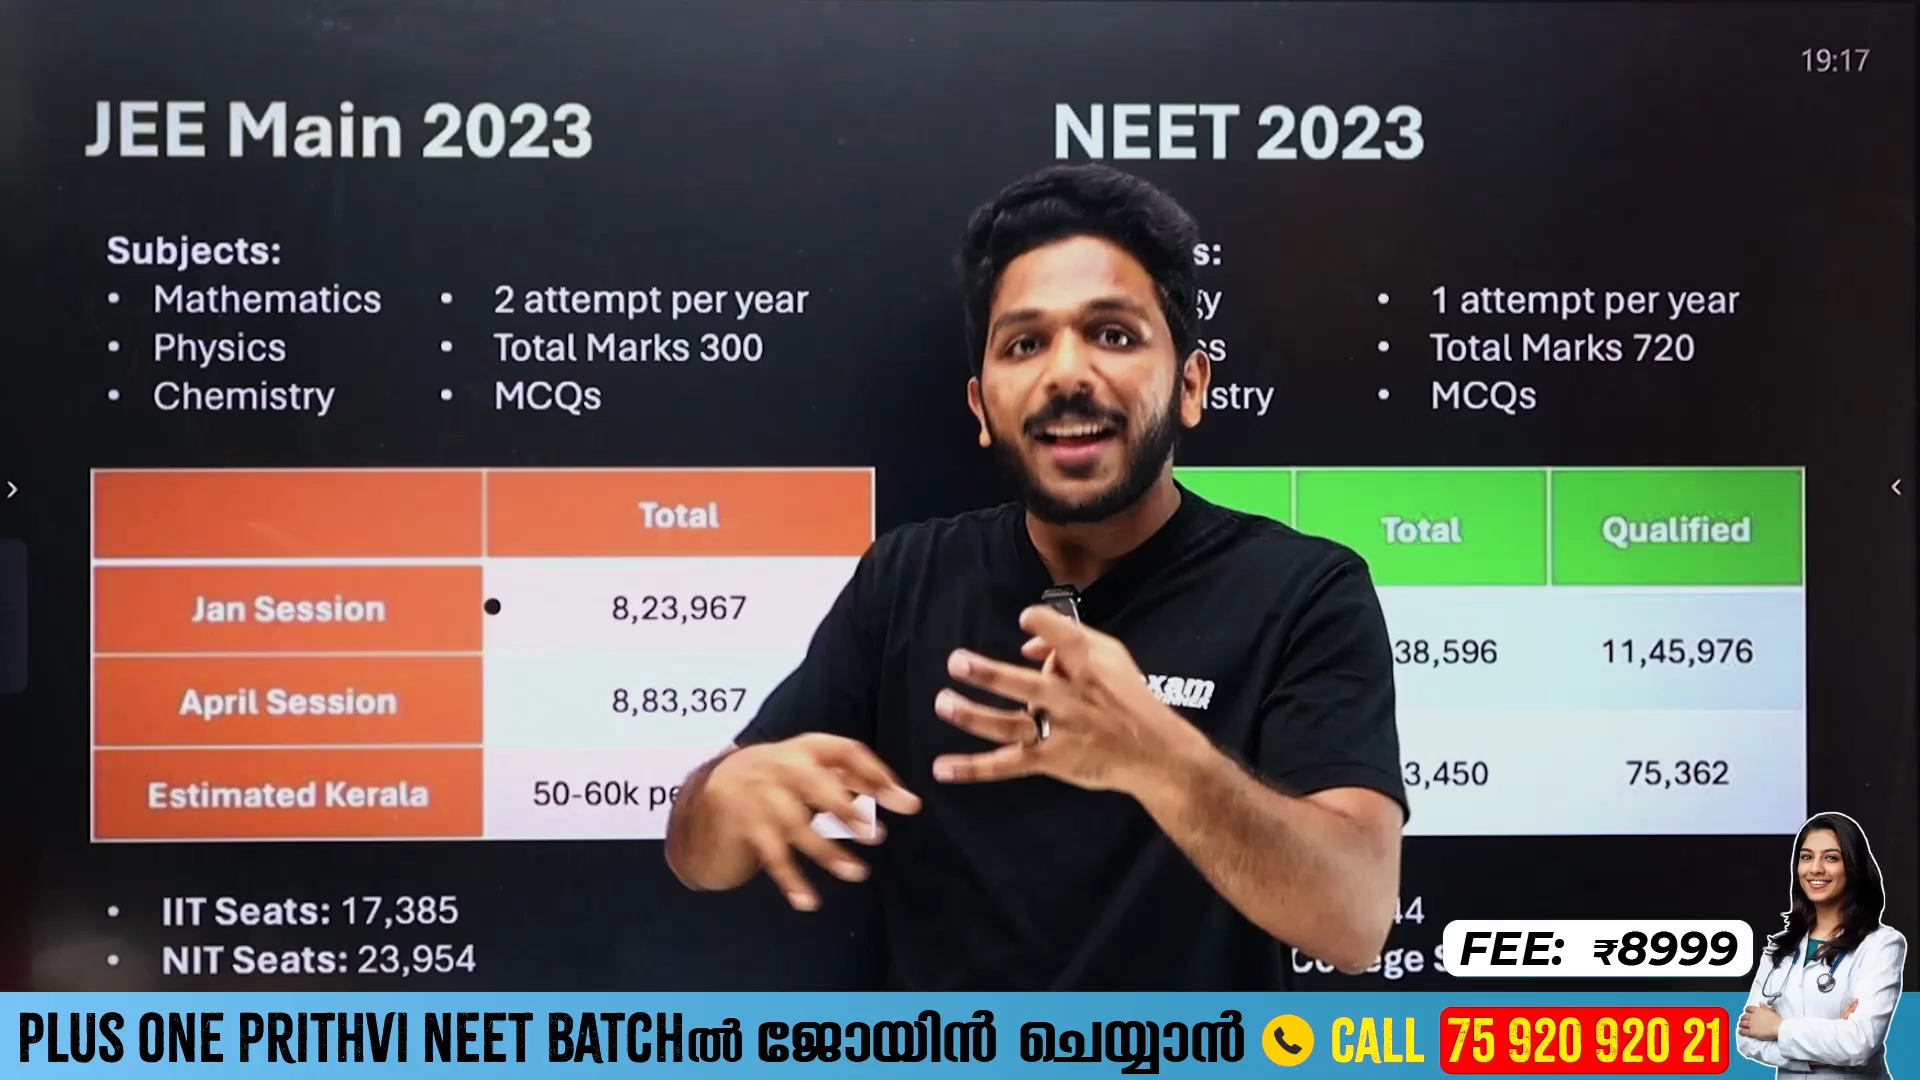 19:17
JEE Main 2023
Subjects:
• Mathematics
• Physics
• Chemistry
• 2 attempt per year
• Total Marks 300
• MCQs
Total
Jan Session 8,23,967
April Session 8,83,367
Estimated Kerala 50-60k
• IIT Seats: 17,385
• NIT Seats: 23,954
NEET 2023
• 1 attempt per year
• Total Marks 720
• MCQs
Total Qualified
38,596 11,45,976
3,450 75,362
FEE: ₹8999
PLUS ONE PRITHVI NEET BATCHൽ ജോയിൻ ചെയ്യാൻ CALL 75 920 920 21